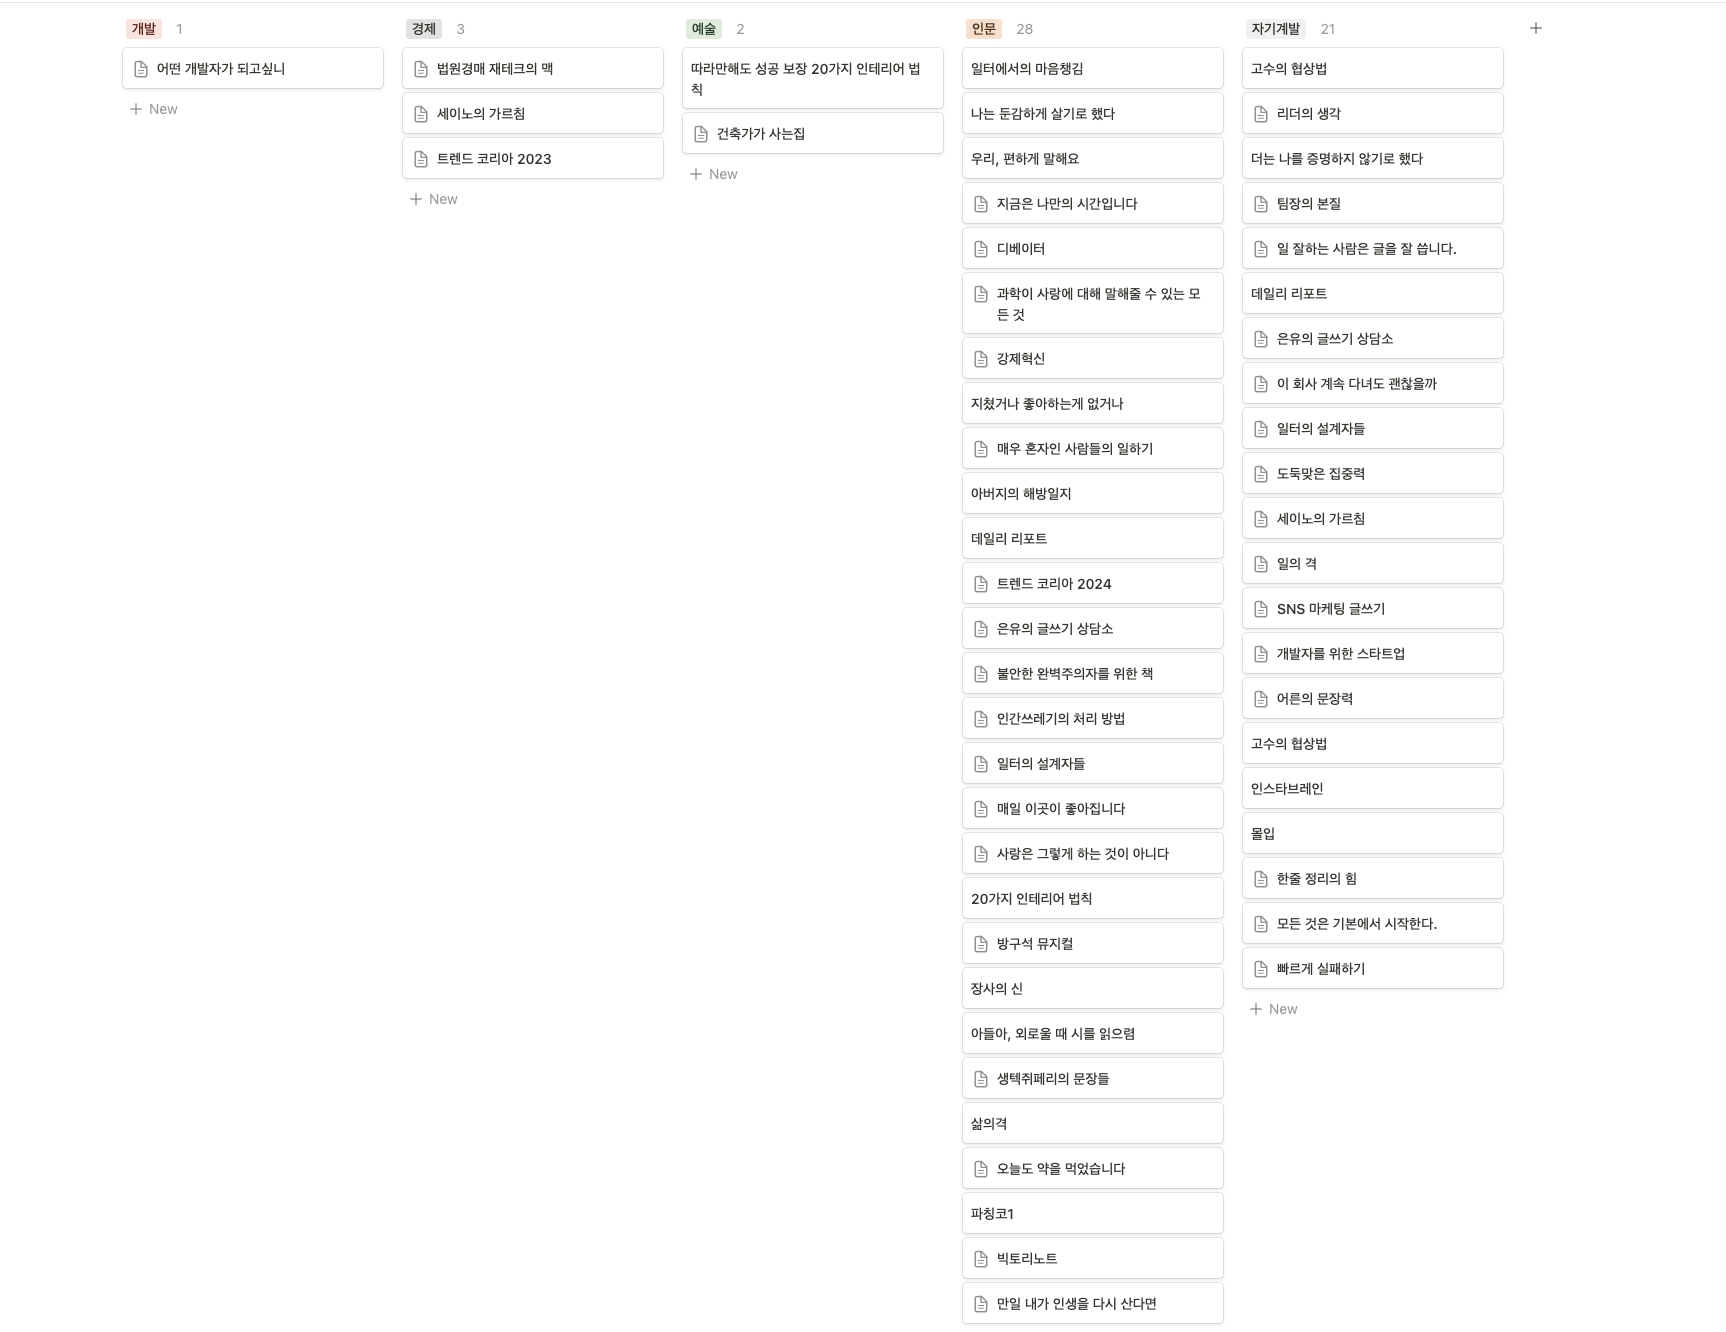 개발 1
어떤 개발자가 되고싶니
New
경제 3
법원경매 재테크의 맥
세이노의 가르침
트렌드 코리아 2023
New
예술 2
따라만해도 성공 보장 20가지 인테리어 법
칙
건축가가 사는집
New
인문 28
일터에서의 마음챙김
나는 둔감하게 살기로 했다
우리, 편하게 말해요
지금은 나만의 시간입니다
디베이터
과학이 사랑에 대해 말해줄 수 있는 모
든 것
강제혁신
지쳤거나 좋아하는게 없거나
매우 혼자인 사람들의 일하기
아버지의 해방일지
데일리 리포트
트렌드 코리아 2024
은유의 글쓰기 상담소
불안한 완벽주의자를 위한 책
인간쓰레기의 처리 방법
일터의 설계자들
매일 이곳이 좋아집니다
사랑은 그렇게 하는 것이 아니다
20가지 인테리어 법칙
방구석 뮤지컬
장사의 신
아들아, 외로울 때 시를 읽으렴
생텍쥐페리의 문장들
삶의격
오늘도 약을 먹었습니다
파칭코1
빅토리노트
만일 내가 인생을 다시 산다면
자기계발 21
고수의 협상법
리더의 생각
더는 나를 증명하지 않기로 했다
팀장의 본질
일 잘하는 사람은 글을 잘 씁니다.
데일리 리포트
은유의 글쓰기 상담소
이 회사 계속 다녀도 괜찮을까
일터의 설계자들
도둑맞은 집중력
세이노의 가르침
일의 격
SNS 마케팅 글쓰기
개발자를 위한 스타트업
어른의 문장력
고수의 협상법
인스타브레인
몰입
한줄 정리의 힘
모든 것은 기본에서 시작한다.
빠르게 실패하기
New